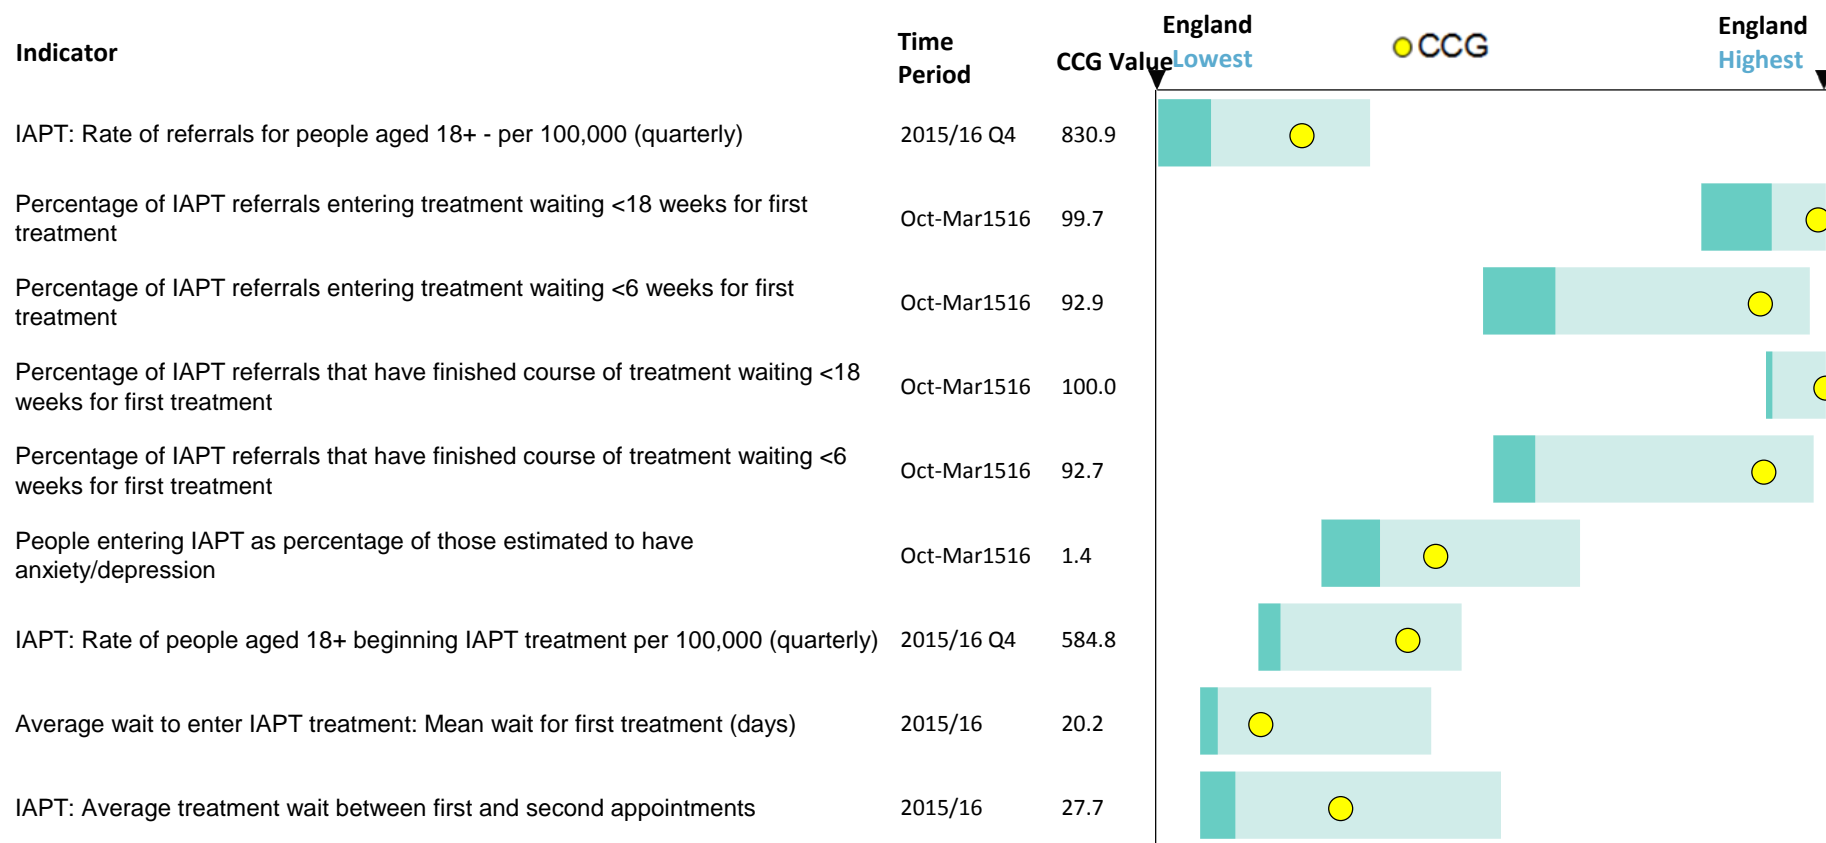 England England
Indicator Time Period CCG Value Lowest CCG Highest
IAPT: Rate of referrals for people aged 18+ - per 100,000 (quarterly) 2015/16 Q4 830.9
Percentage of IAPT referrals entering treatment waiting <18 weeks for first
treatment Oct-Mar1516 99.7
Percentage of IAPT referrals entering treatment waiting <6 weeks for first
treatment Oct-Mar1516 92.9
Percentage of IAPT referrals that have finished course of treatment waiting <18
weeks for first treatment Oct-Mar1516 100.0
Percentage of IAPT referrals that have finished course of treatment waiting <6
weeks for first treatment Oct-Mar1516 92.7
People entering IAPT as percentage of those estimated to have
anxiety/depression Oct-Mar1516 1.4
IAPT: Rate of people aged 18+ beginning IAPT treatment per 100,000 (quarterly) 2015/16 Q4 584.8
Average wait to enter IAPT treatment: Mean wait for first treatment (days) 2015/16 20.2
IAPT: Average treatment wait between first and second appointments 2015/16 27.7